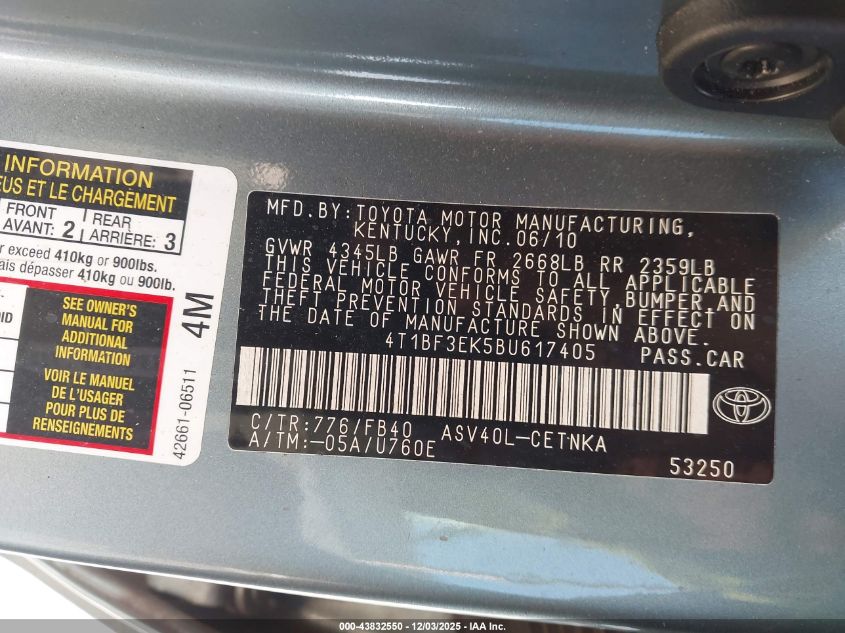 INFORMATION
EUS ET LE CHARGEMENT
FRONT
AVANT: 2
REAR
ARRIÈRE: 3
exceed 410kg or 900lbs.
ais dépasser 410kg ou 900lb.
SEE OWNER'S
MANUAL FOR
ADDITIONAL
INFORMATION
VOIR LE MANUEL
DE L'USAGER
POUR PLUS DE
RENSEIGNEMENTS
4M
42661-06511
MFD.BY: TOYOTA MOTOR MANUFACTURING,
KENTUCKY, INC. 06/10
GVWR 4345LB GAWR FR 2668LB RR 2359LB
THIS VEHICLE CONFORMS TO ALL APPLICABLE
FEDERAL MOTOR VEHICLE SAFETY, BUMPER AND
THEFT PREVENTION STANDARDS IN EFFECT ON
THE DATE OF MANUFACTURE SHOWN ABOVE.
4T1BF3EK5BU617405 PASS.CAR
C/TR:776/FB40 ASV40L-CETNKA
A/TM:-05A/U760E
53250
000-43832550 - 12/03/2025 - IAA Inc.